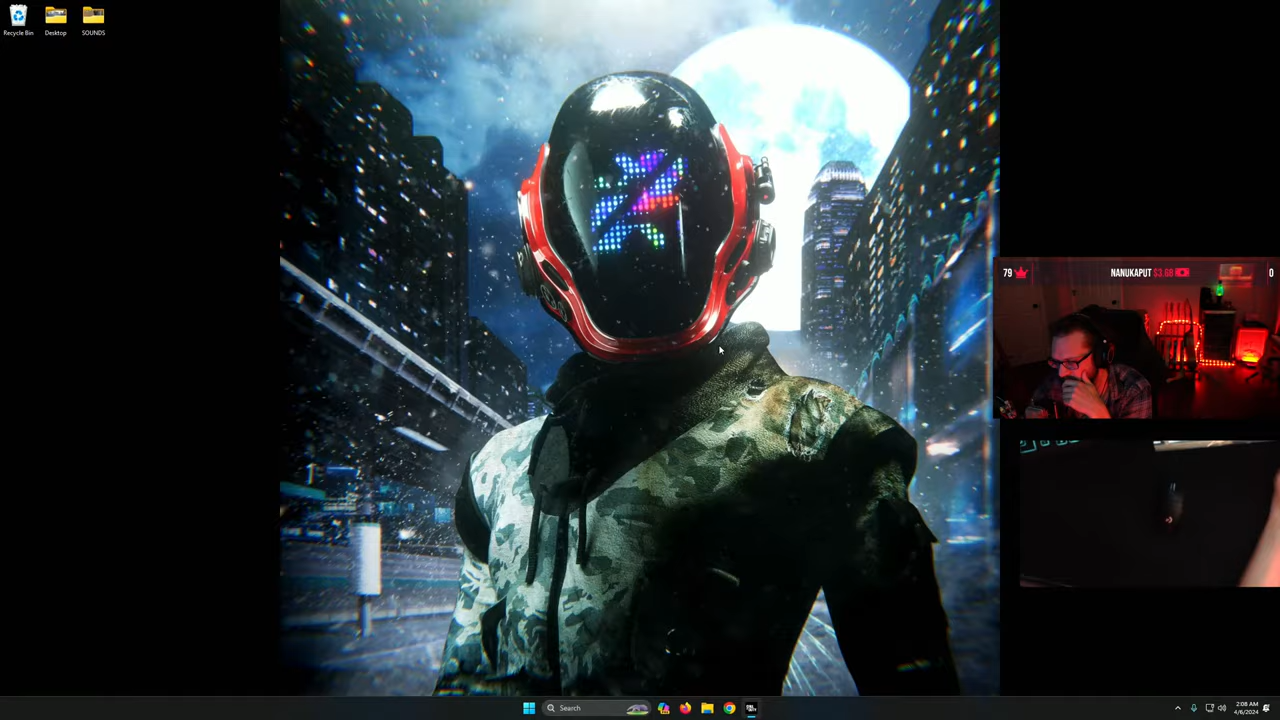 Recycle Bin
Desktop
SOUNDS
79
NANUKAPUT $3.68
0
Search
2:08 AM
4/6/2024